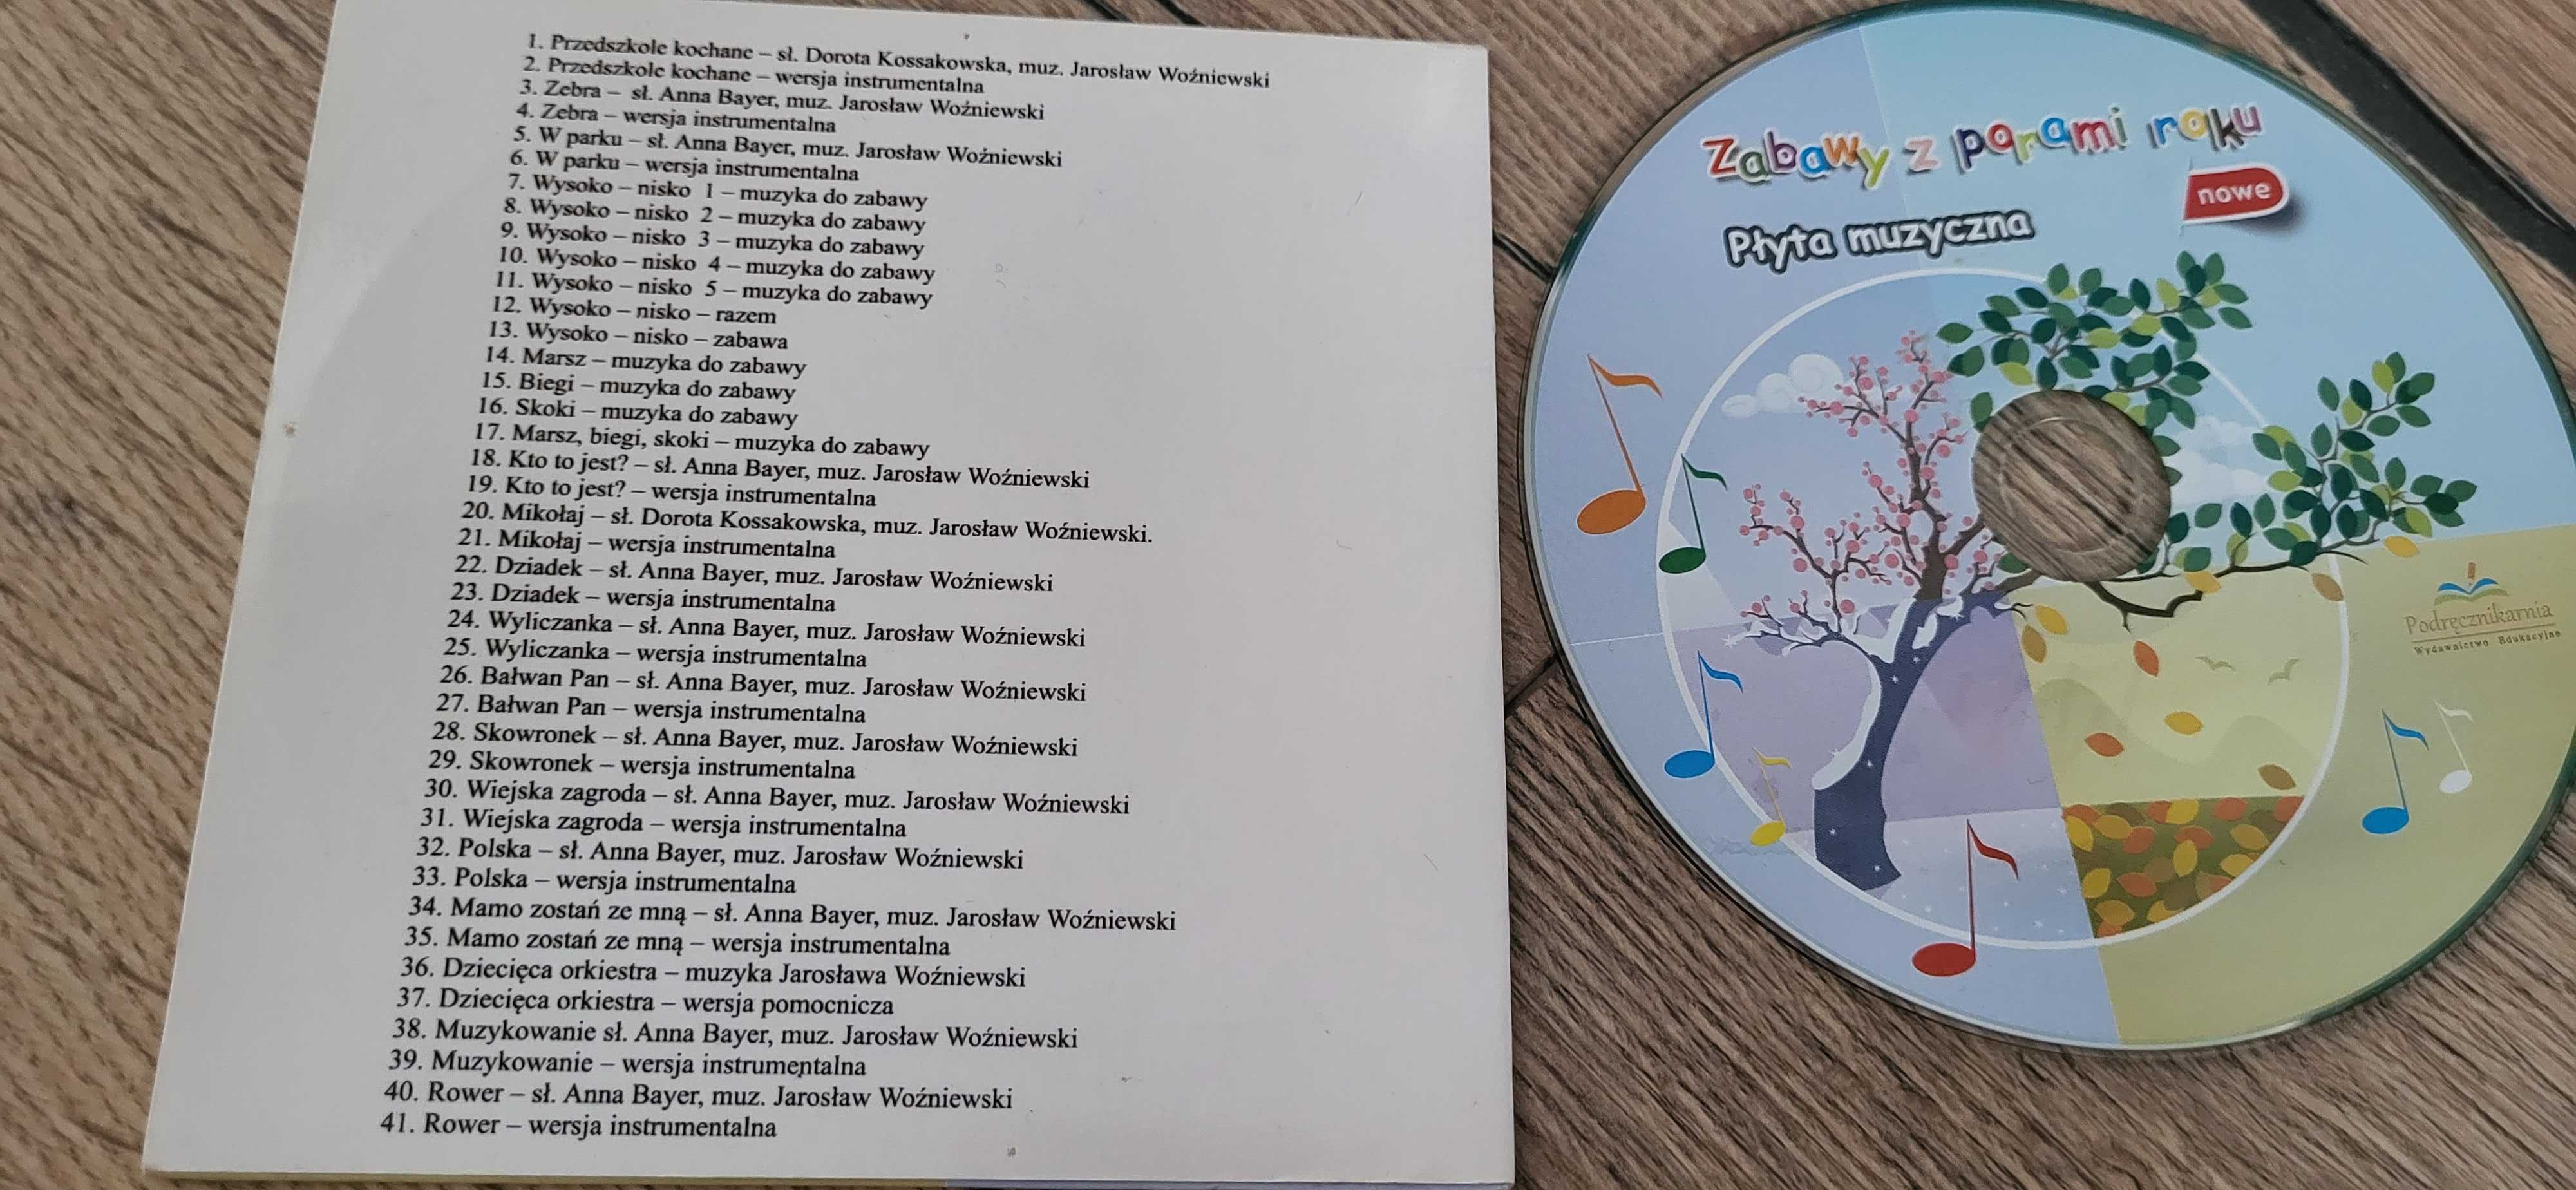 1. Przedszkole kochane – sł. Dorota Kossakowska, muz. Jarosław Woźniewski
2. Przedszkole kochane – wersja instrumentalna
3. Zebra – sł. Anna Bayer, muz. Jarosław Woźniewski
4. Zebra – wersja instrumentalna
5. W parku – sł. Anna Bayer, muz. Jarosław Woźniewski
6. W parku – wersja instrumentalna
7. Wysoko – nisko 1 – muzyka do zabawy
8. Wysoko – nisko 2 – muzyka do zabawy
9. Wysoko – nisko 3 – muzyka do zabawy
10. Wysoko – nisko 4 – muzyka do zabawy
11. Wysoko – nisko 5 – muzyka do zabawy
12. Wysoko – nisko – razem
13. Wysoko – nisko – zabawa
14. Marsz – muzyka do zabawy
15. Biegi – muzyka do zabawy
16. Skoki – muzyka do zabawy
17. Marsz, biegi, skoki – muzyka do zabawy
18. Kto to jest? – sł. Anna Bayer, muz. Jarosław Woźniewski
19. Kto to jest? – wersja instrumentalna
20. Mikołaj – sł. Dorota Kossakowska, muz. Jarosław Woźniewski.
21. Mikołaj – wersja instrumentalna
22. Dziadek – sł. Anna Bayer, muz. Jarosław Woźniewski
23. Dziadek – wersja instrumentalna
24. Wyliczanka – sł. Anna Bayer, muz. Jarosław Woźniewski
25. Wyliczanka – wersja instrumentalna
26. Bałwan Pan – sł. Anna Bayer, muz. Jarosław Woźniewski
27. Bałwan Pan – wersja instrumentalna
28. Skowronek – sł. Anna Bayer, muz. Jarosław Woźniewski
29. Skowronek – wersja instrumentalna
30. Wiejska zagroda – sł. Anna Bayer, muz. Jarosław Woźniewski
31. Wiejska zagroda – wersja instrumentalna
32. Polska – sł. Anna Bayer, muz. Jarosław Woźniewski
33. Polska – wersja instrumentalna
34. Mamo zostań ze mną – sł. Anna Bayer, muz. Jarosław Woźniewski
35. Mamo zostań ze mną – wersja instrumentalna
36. Dziecięca orkiestra – muzyka Jarosława Woźniewski
37. Dziecięca orkiestra – wersja pomocnicza
38. Muzykowanie sł. Anna Bayer, muz. Jarosław Woźniewski
39. Muzykowanie – wersja instrumentalna
40. Rower – sł. Anna Bayer, muz. Jarosław Woźniewski
41. Rower – wersja instrumentalna
Zabawy z porami roku
nowe
Płyta muzyczna
Podręcznikarnia
Wydawnictwo Edukacyjne